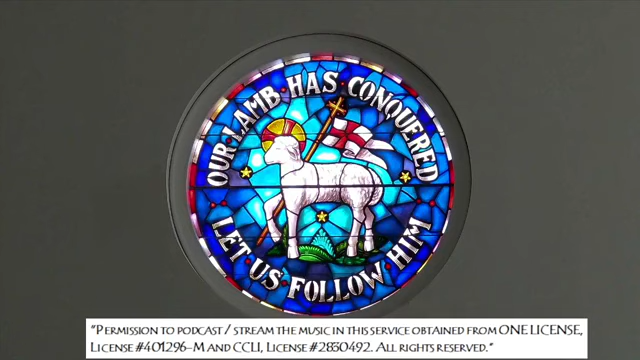 OUR · LAMB · HAS · CONQUERED
LET US · FOLLOW · HIM
"Permission to podcast / stream the music in this service obtained from ONE LICENSE,
License #401296-M and CCLI, License #2830492. All rights reserved."